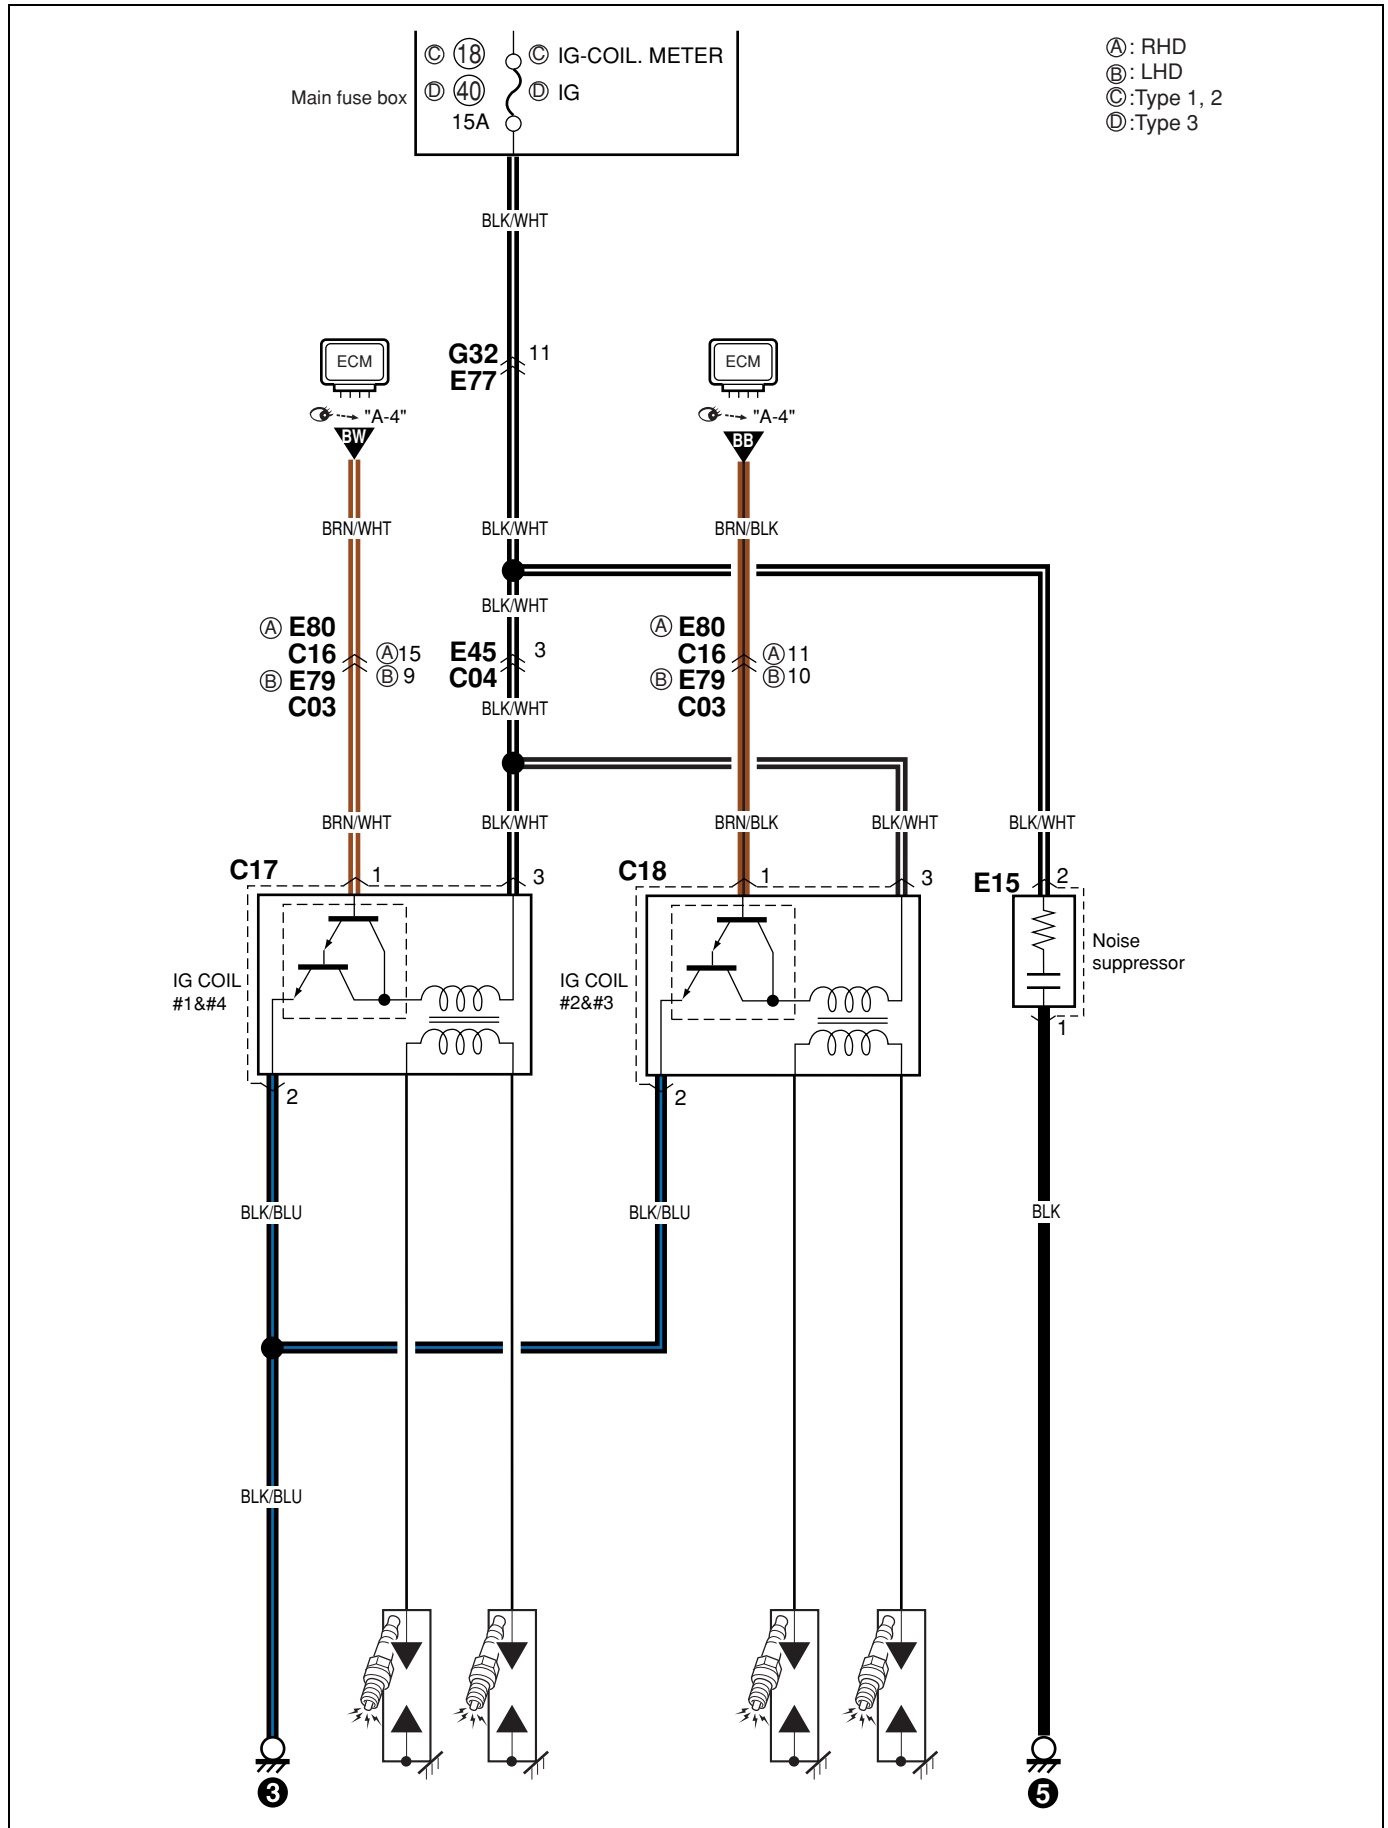 Ⓒ ⑱ Ⓒ IG-COIL. METER
Ⓓ ㊵ Ⓓ IG
15A
Main fuse box
Ⓐ: RHD
Ⓑ: LHD
Ⓒ:Type 1, 2
Ⓓ:Type 3
BLK/WHT
ECM
"A-4"
BW
G32 11
E77
ECM
"A-4"
BB
BRN/WHT
BLK/WHT
BRN/BLK
BLK/WHT
Ⓐ E80
C16 Ⓐ15
Ⓑ E79 Ⓑ 9
C03
E45 3
C04
BLK/WHT
Ⓐ E80
C16 Ⓐ11
Ⓑ E79 Ⓑ10
C03
BRN/WHT
BLK/WHT
BRN/BLK
BLK/WHT
BLK/WHT
C17 1 3
C18 1 3
E15 2
IG COIL
#1&#4
IG COIL
#2&#3
Noise
suppressor
2
2
1
BLK/BLU
BLK/BLU
BLK
BLK/BLU
3
5